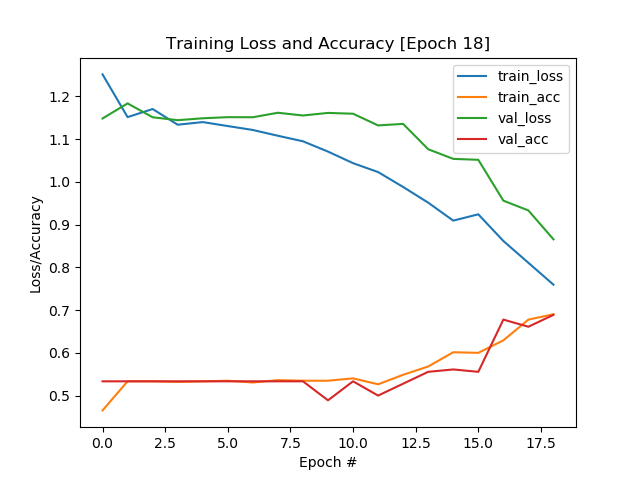 Training Loss and Accuracy [Epoch 18]
train_loss
train_acc
val_loss
val_acc
Loss/Accuracy
1.2
1.1
1.0
0.9
0.8
0.7
0.6
0.5
0.0 2.5 5.0 7.5 10.0 12.5 15.0 17.5
Epoch #